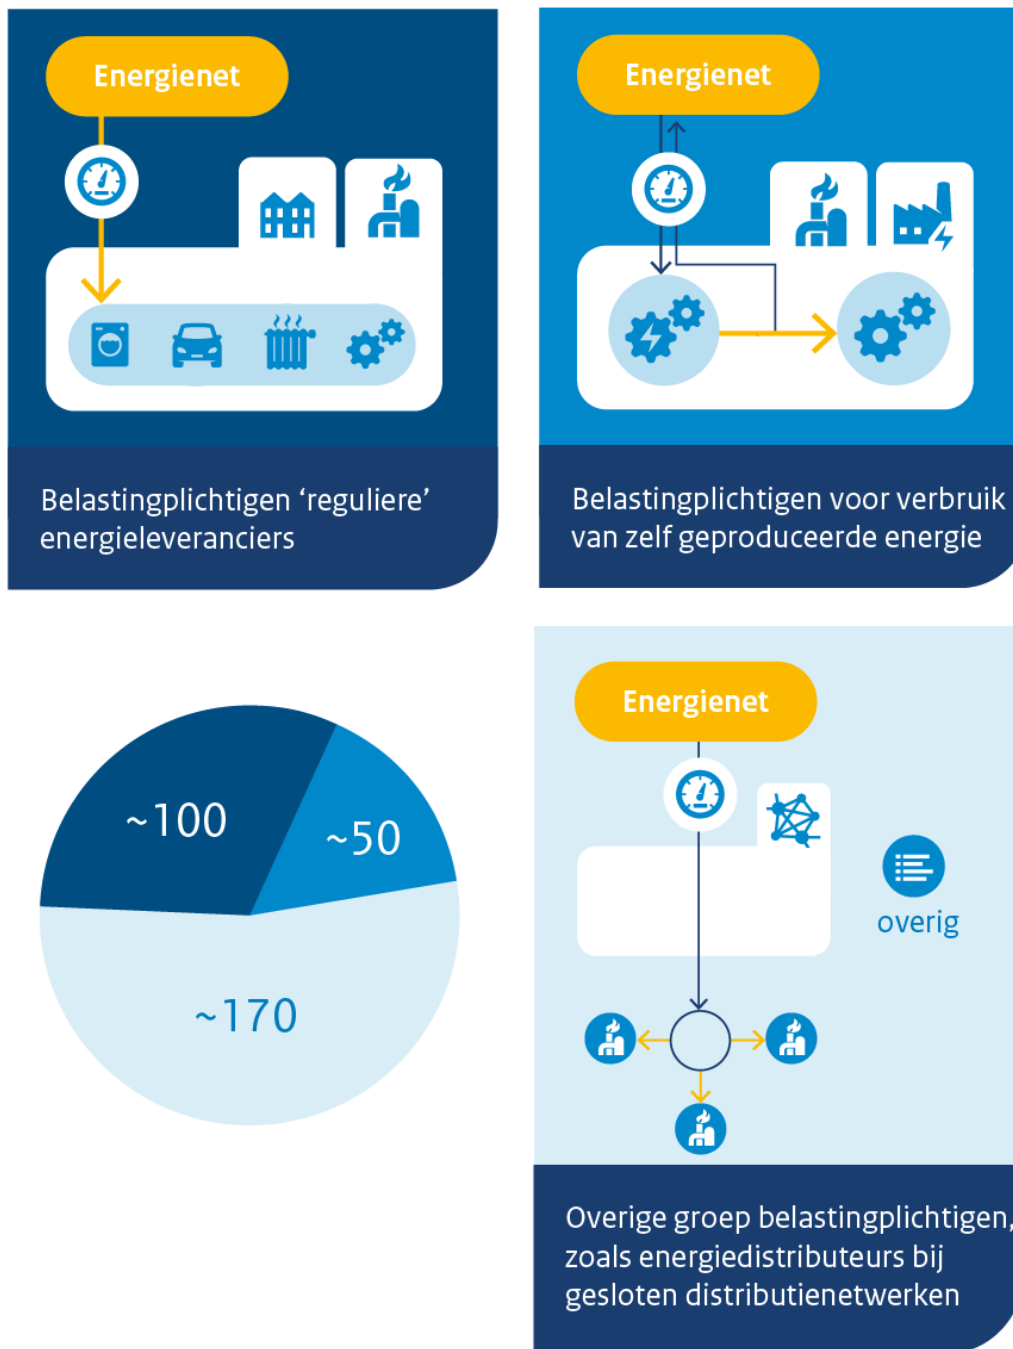 Energienet
Belastingplichtigen ‘reguliere’
energieleveranciers
Energienet
Belastingplichtigen voor verbruik
van zelf geproduceerde energie
~100
~50
~170
Energienet
overig
Overige groep belastingplichtigen,
zoals energiedistributeurs bij
gesloten distributienetwerken